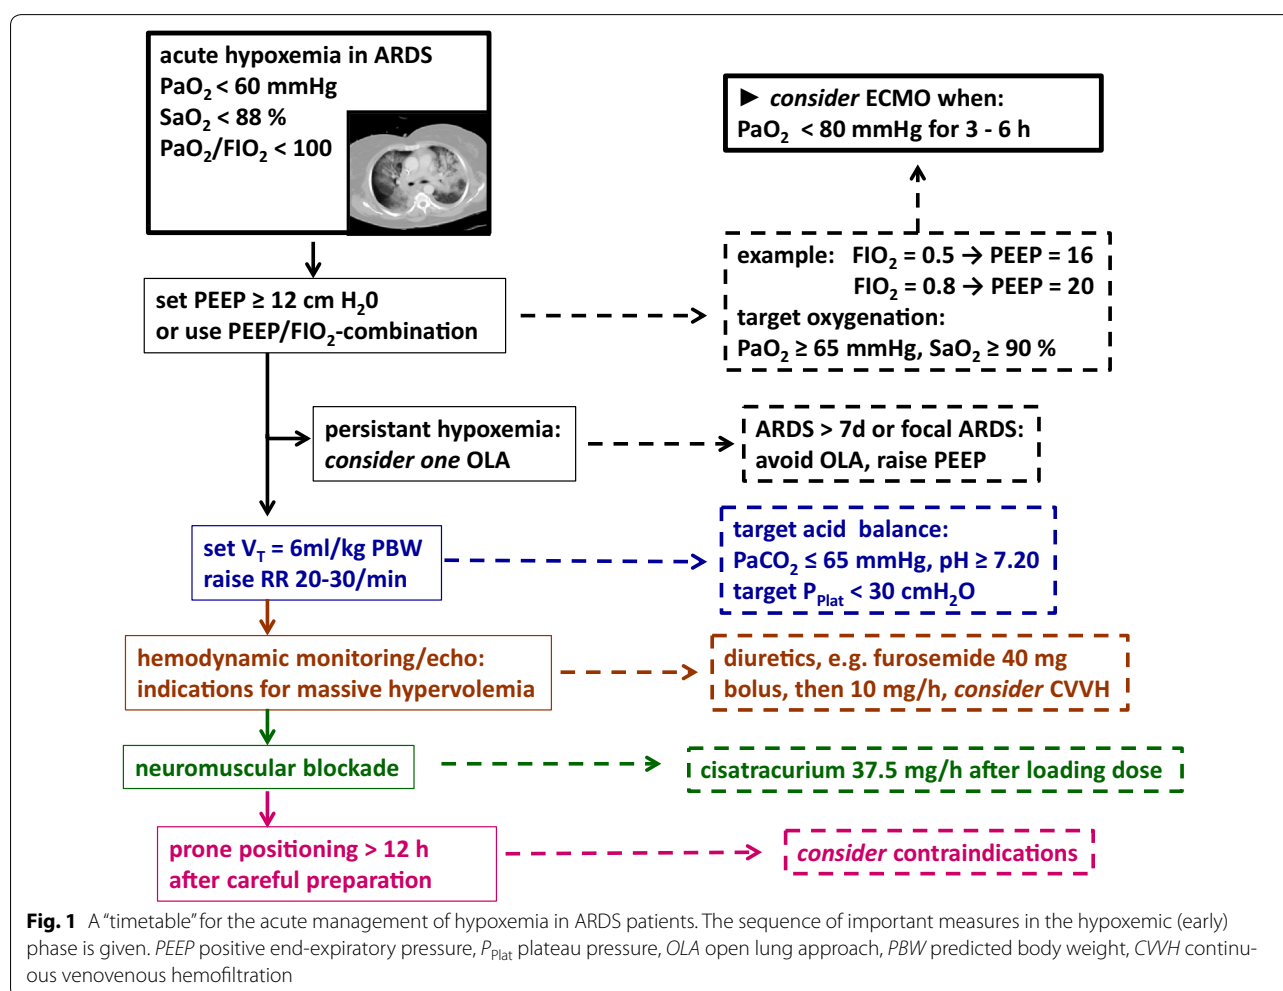 acute hypoxemia in ARDS
PaO₂ < 60 mmHg
SaO₂ < 88 %
PaO₂/FIO₂ < 100
► consider ECMO when:
PaO₂ < 80 mmHg for 3 - 6 h
example: FIO₂ = 0.5 → PEEP = 16
FIO₂ = 0.8 → PEEP = 20
target oxygenation:
PaO₂ ≥ 65 mmHg, SaO₂ ≥ 90 %
set PEEP ≥ 12 cm H₂0
or use PEEP/FIO₂-combination
persistant hypoxemia:
consider one OLA
ARDS > 7d or focal ARDS:
avoid OLA, raise PEEP
set V_T = 6ml/kg PBW
raise RR 20-30/min
target acid balance:
PaCO₂ ≤ 65 mmHg, pH ≥ 7.20
target P_Plat < 30 cmH₂O
hemodynamic monitoring/echo:
indications for massive hypervolemia
diuretics, e.g. furosemide 40 mg
bolus, then 10 mg/h, consider CVVH
neuromuscular blockade
cisatracurium 37.5 mg/h after loading dose
prone positioning > 12 h
after careful preparation
consider contraindications
Fig. 1 A “timetable” for the acute management of hypoxemia in ARDS patients. The sequence of important measures in the hypoxemic (early)
phase is given. PEEP positive end-expiratory pressure, P_Plat plateau pressure, OLA open lung approach, PBW predicted body weight, CVVH continu-
ous venovenous hemofiltration